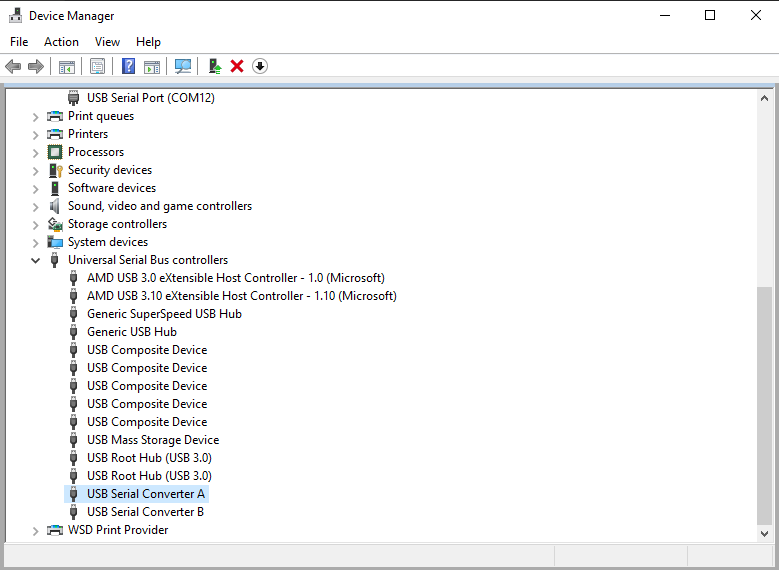 Device Manager
File Action View Help
USB Serial Port (COM12)
Print queues
Printers
Processors
Security devices
Software devices
Sound, video and game controllers
Storage controllers
System devices
Universal Serial Bus controllers
AMD USB 3.0 eXtensible Host Controller - 1.0 (Microsoft)
AMD USB 3.10 eXtensible Host Controller - 1.10 (Microsoft)
Generic SuperSpeed USB Hub
Generic USB Hub
USB Composite Device
USB Composite Device
USB Composite Device
USB Composite Device
USB Composite Device
USB Mass Storage Device
USB Root Hub (USB 3.0)
USB Root Hub (USB 3.0)
USB Serial Converter A
USB Serial Converter B
WSD Print Provider